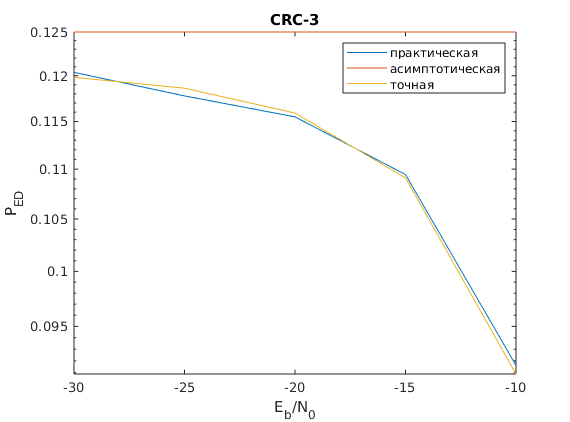 CRC-3
0.125
0.12
0.115
0.11
0.105
0.1
0.095
P_ED
практическая
асимптотическая
точная
-30 -25 -20 -15 -10
E_b/N_0